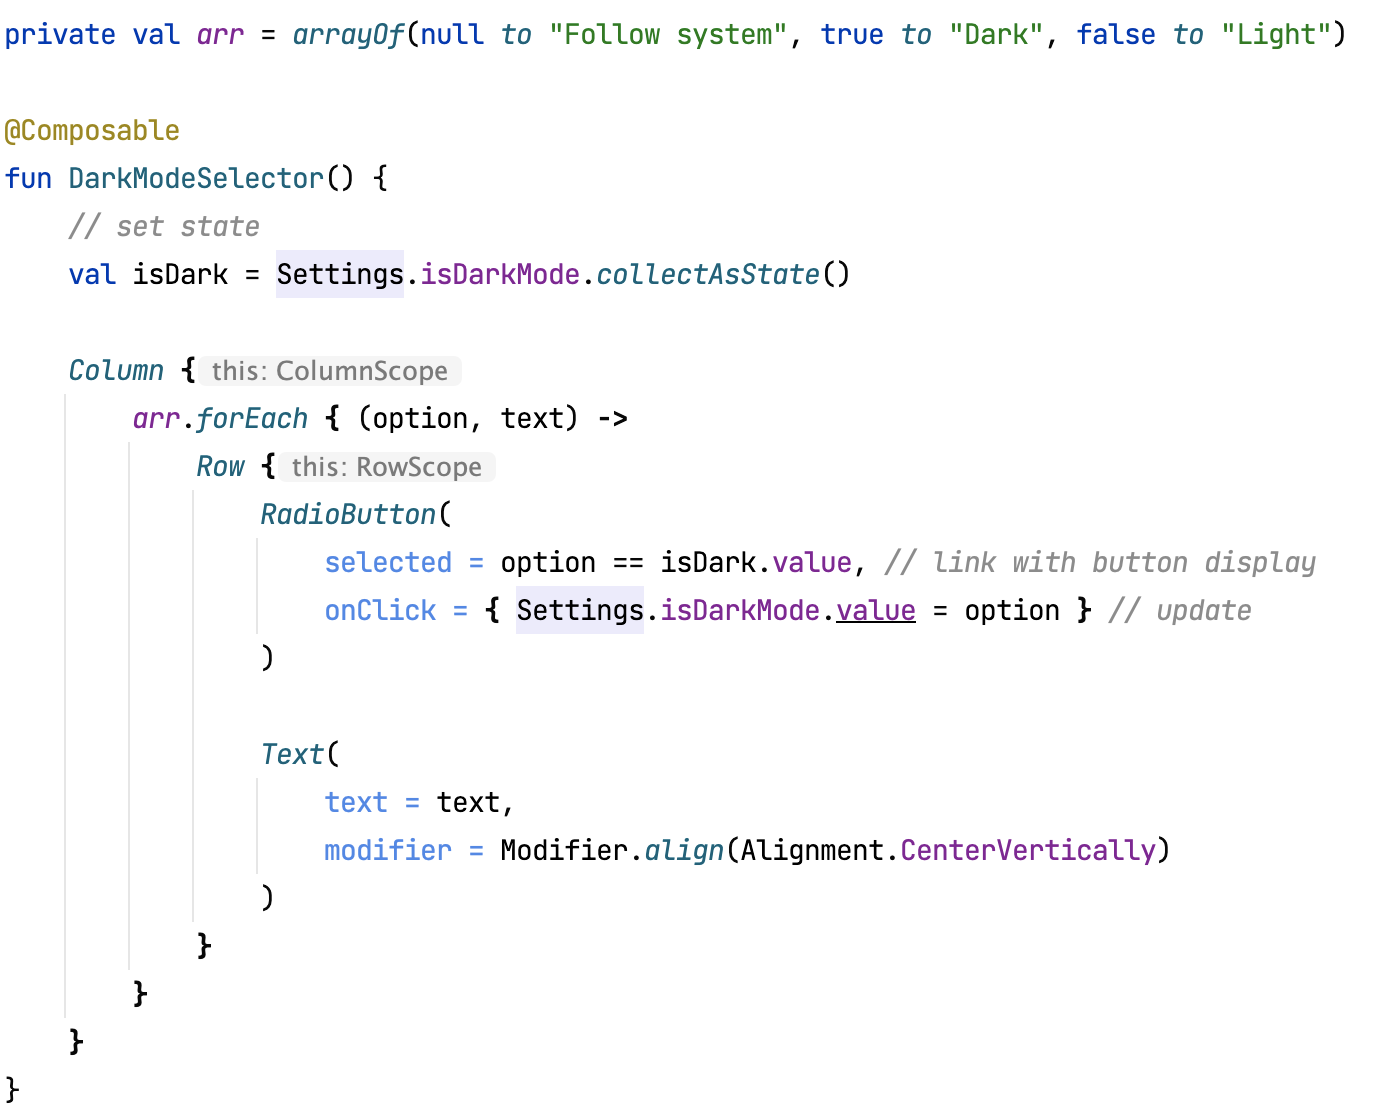 private val arr = arrayOf(null to "Follow system", true to "Dark", false to "Light")
@Composable
fun DarkModeSelector() {
// set state
val isDark = Settings.isDarkMode.collectAsState()
Column { this: ColumnScope
arr.forEach { (option, text) ->
Row { this: RowScope
RadioButton(
selected = option == isDark.value, // link with button display
onClick = { Settings.isDarkMode.value = option } // update
)
Text(
text = text,
modifier = Modifier.align(Alignment.CenterVertically)
)
}
}
}
}